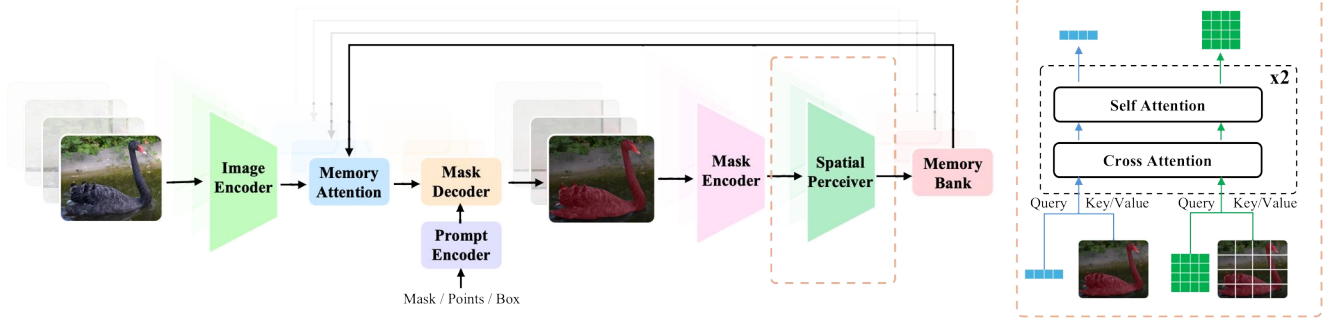 Image
Encoder
Memory
Attention
Mask
Decoder
Prompt
Encoder
Mask / Points / Box
Mask
Encoder
Spatial
Perceiver
Memory
Bank
x2
Self Attention
Cross Attention
Query Key/Value
Query Key/Value